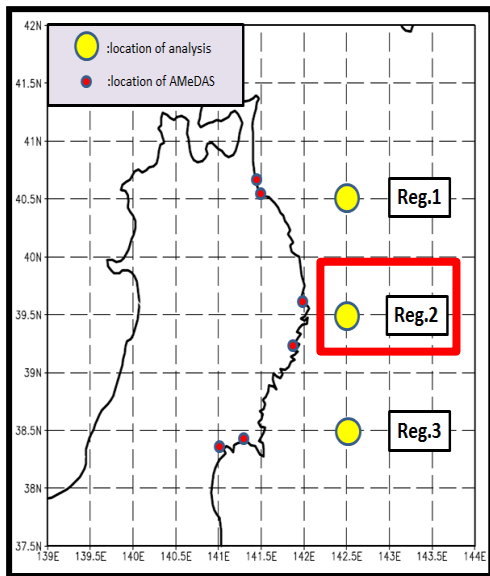 42N
:location of analysis
41.5N
:location of AMeDAS
41N
40.5N
Reg.1
40N
39.5N
Reg.2
39N
38.5N
Reg.3
38N
37.5N
139E 139.5E 140E 140.5E 141E 141.5E 142E 142.5E 143E 143.5E 144E